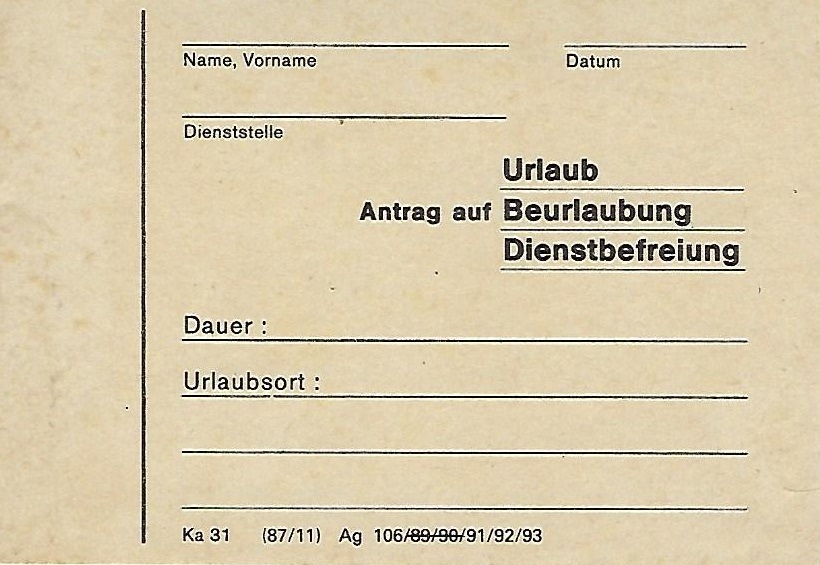 Name, Vorname Datum
Dienststelle
Urlaub
Antrag auf Beurlaubung
Dienstbefreiung
Dauer :
Urlaubsort :
Ka 31 (87/11) Ag 106/89/90/91/92/93